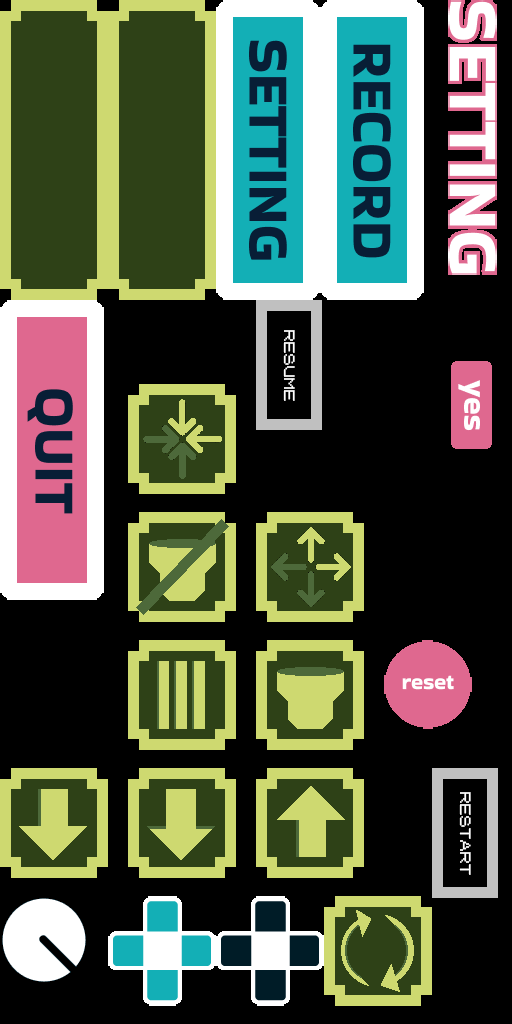 SETTING
RECORD
SETTING
yes
RESUME
QUIT
reset
RESTART